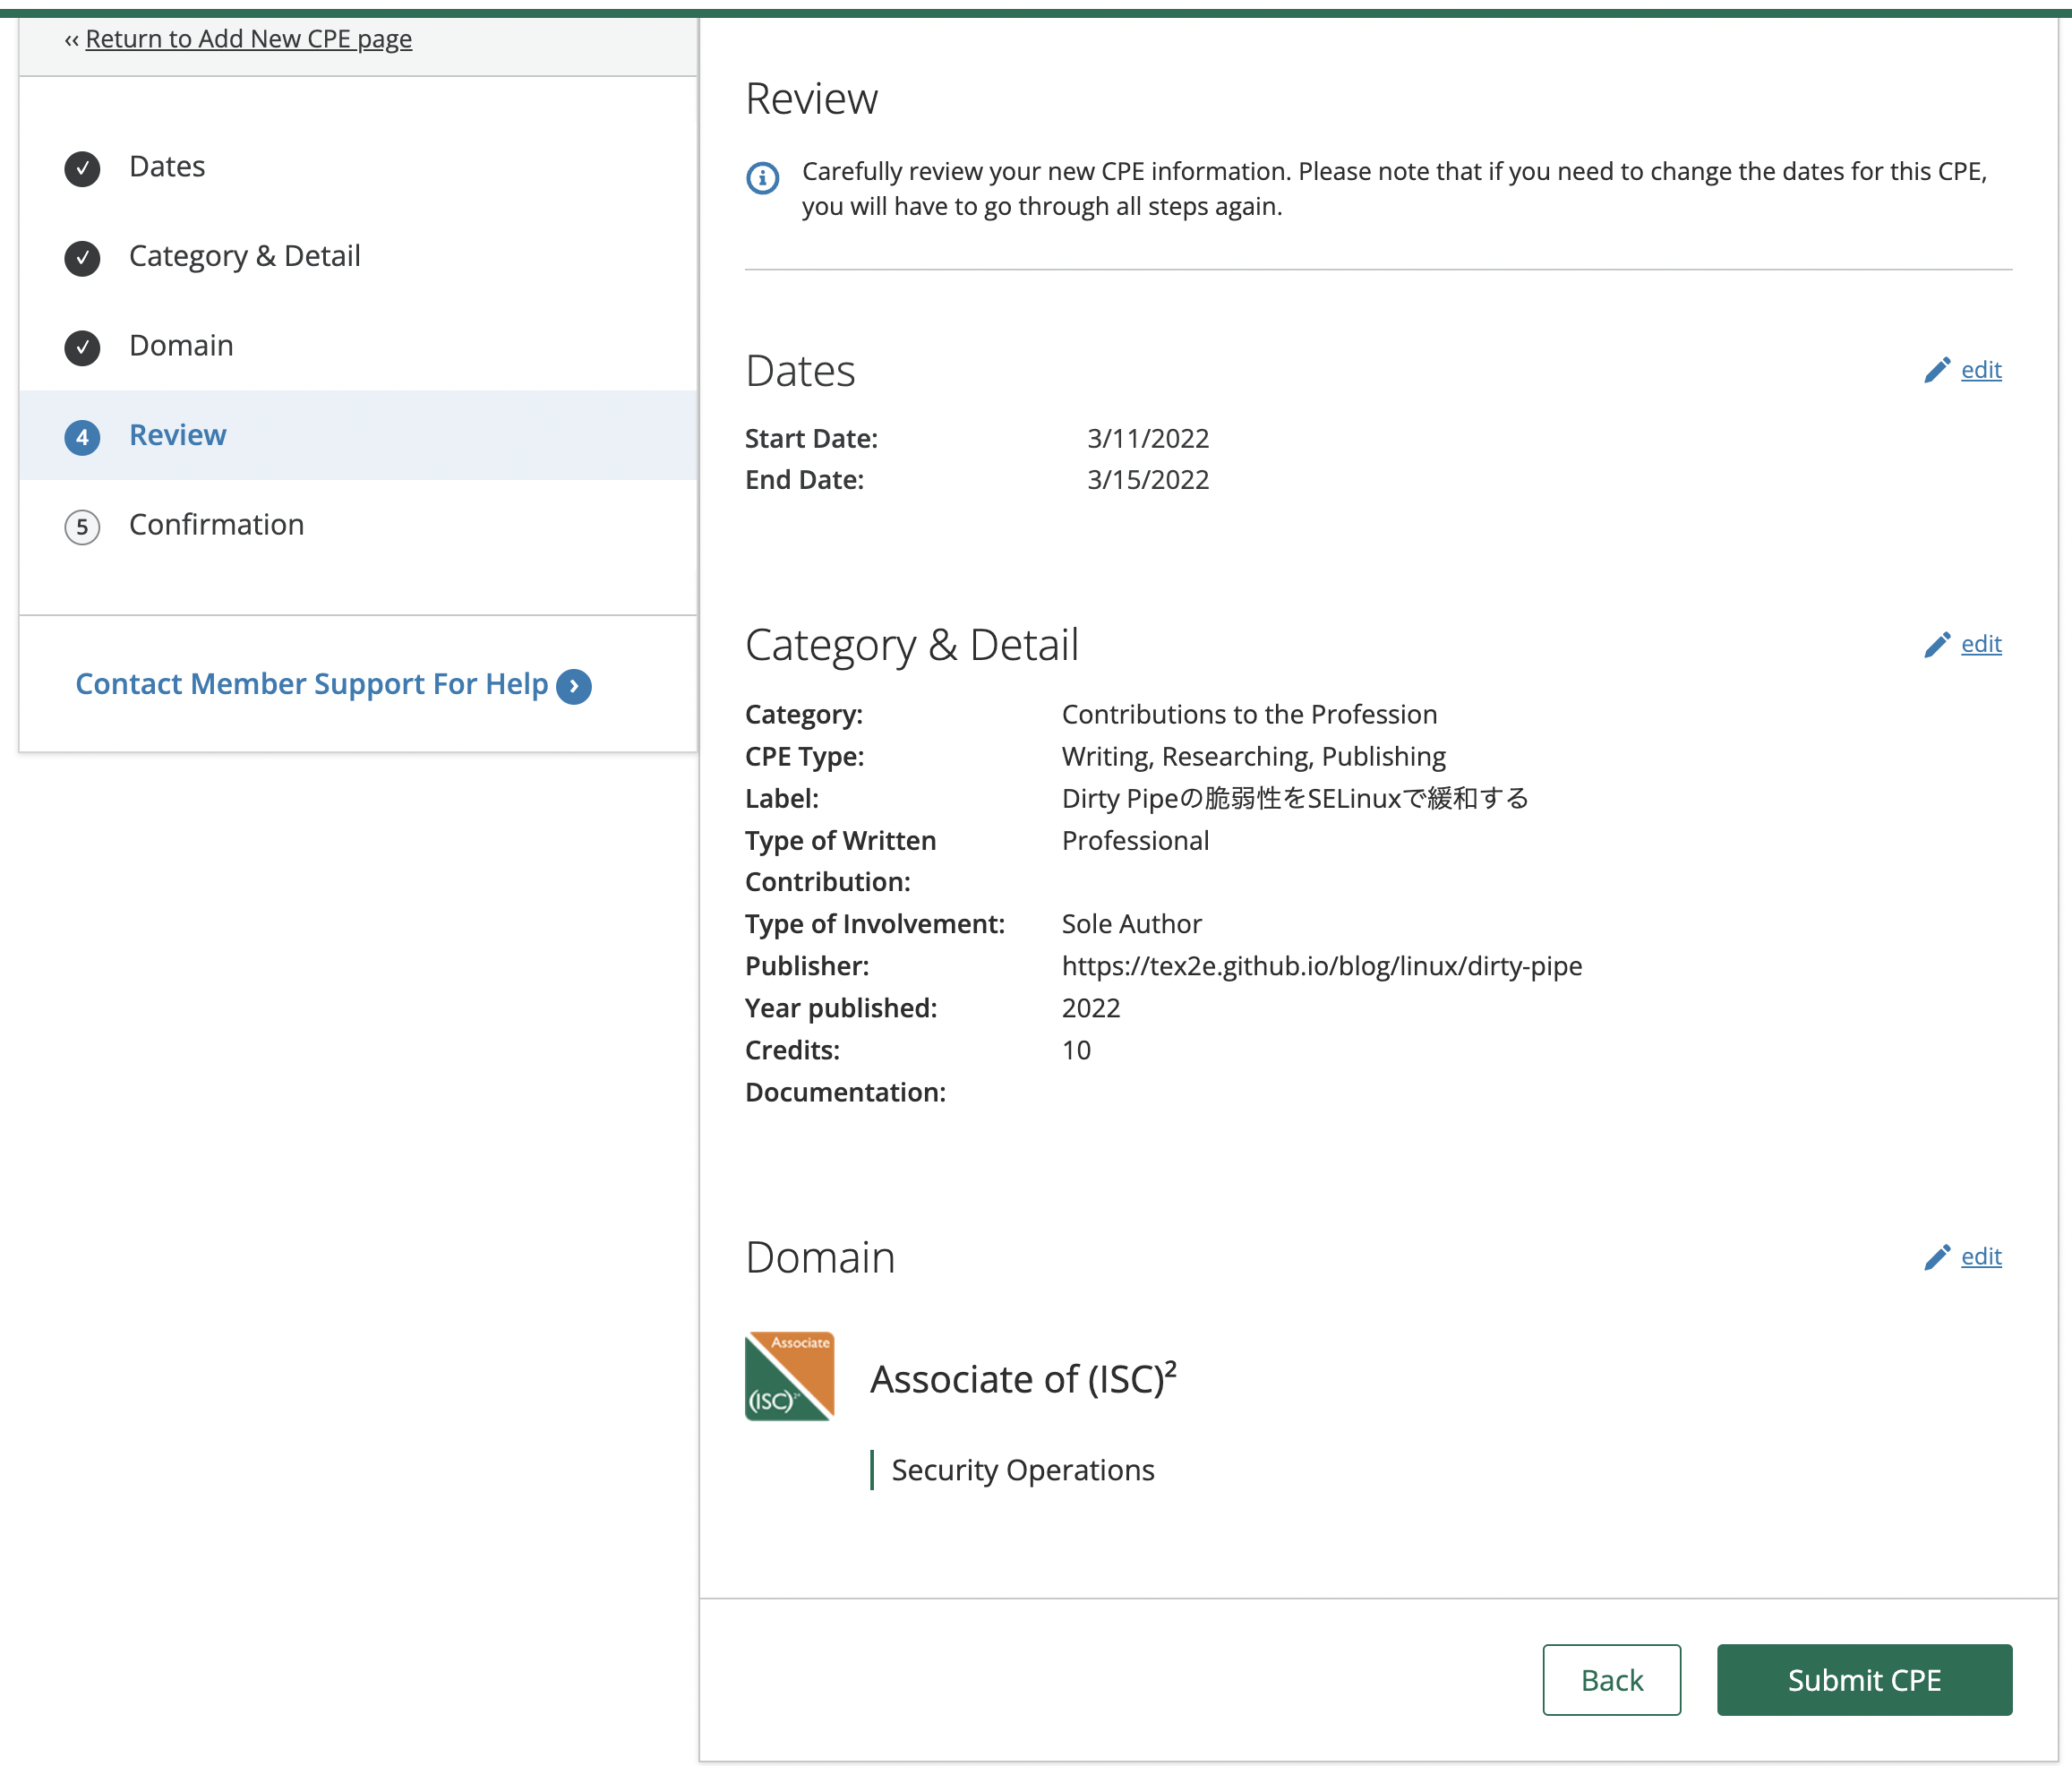 ‹‹ Return to Add New CPE page
✓ Dates
✓ Category & Detail
✓ Domain
4 Review
5 Confirmation
Contact Member Support For Help ›
Review
Carefully review your new CPE information. Please note that if you need to change the dates for this CPE,
you will have to go through all steps again.
Dates
edit
Start Date: 3/11/2022
End Date: 3/15/2022
Category & Detail
edit
Category: Contributions to the Profession
CPE Type: Writing, Researching, Publishing
Label: Dirty Pipeの脆弱性をSELinuxで緩和する
Type of Written Professional
Contribution:
Type of Involvement: Sole Author
Publisher: https://tex2e.github.io/blog/linux/dirty-pipe
Year published: 2022
Credits: 10
Documentation:
Domain
edit
Associate
(ISC)²
Associate of (ISC)²
Security Operations
Back
Submit CPE